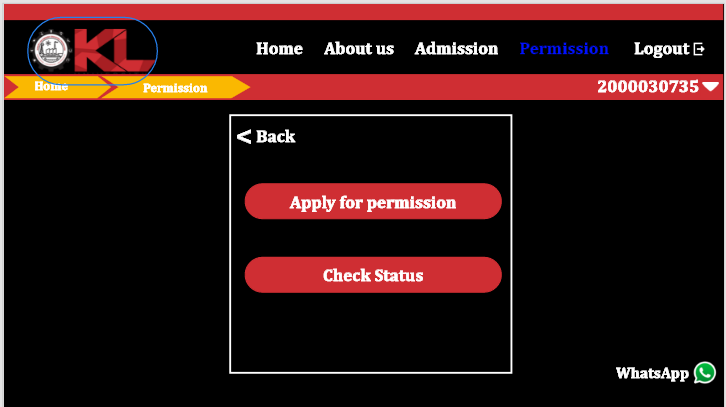 KL
Home About us Admission Permission Logout
Home Permission 2000030735
< Back
Apply for permission
Check Status
WhatsApp